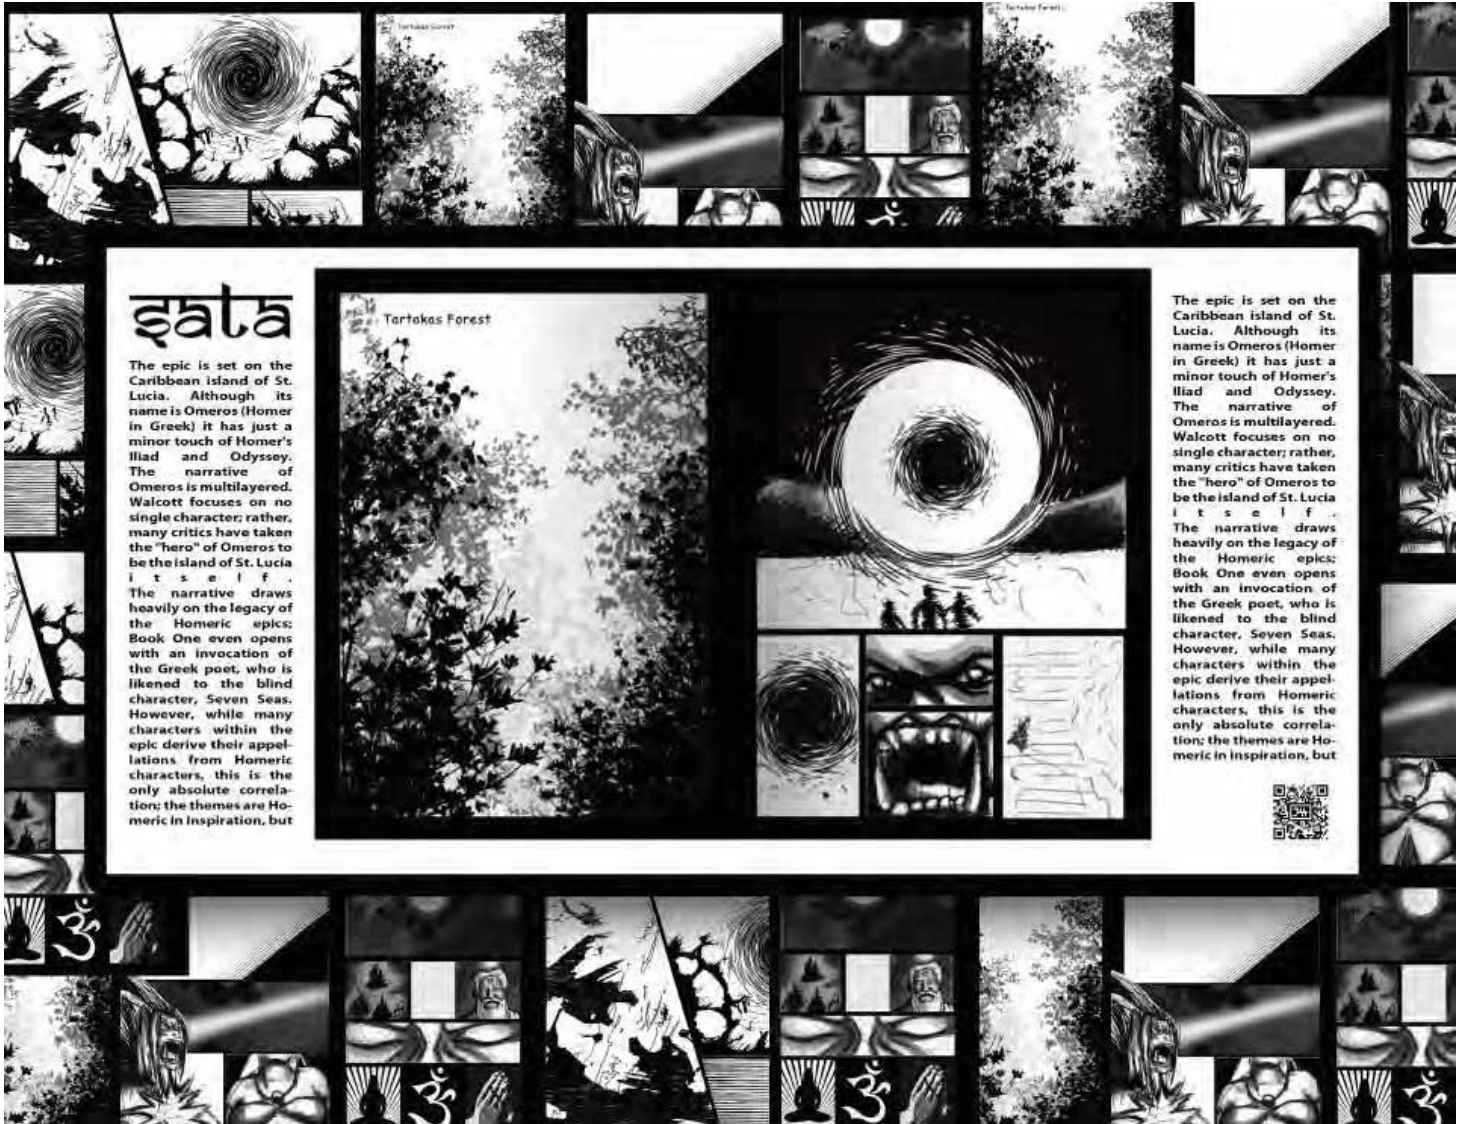 Tartakas Forest
Tartakas Forest
sata
The epic is set on the
Caribbean island of St.
Lucia. Although its
name is Omeros (Homer
in Greek) it has just a
minor touch of Homer's
Iliad and Odyssey.
The narrative of
Omeros is multilayered.
Walcott focuses on no
single character; rather,
many critics have taken
the "hero" of Omeros to
be the island of St. Lucia
itself.
The narrative draws
heavily on the legacy of
the Homeric epics;
Book One even opens
with an invocation of
the Greek poet, who is
likened to the blind
character, Seven Seas.
However, while many
characters within the
epic derive their appel-
lations from Homeric
characters, this is the
only absolute correla-
tion; the themes are Ho-
meric in inspiration, but
Tartakas Forest
The epic is set on the
Caribbean island of St.
Lucia. Although its
name is Omeros (Homer
in Greek) it has just a
minor touch of Homer's
Iliad and Odyssey.
The narrative of
Omeros is multilayered.
Walcott focuses on no
single character; rather,
many critics have taken
the "hero" of Omeros to
be the island of St. Lucia
itself.
The narrative draws
heavily on the legacy of
the Homeric epics;
Book One even opens
with an invocation of
the Greek poet, who is
likened to the blind
character, Seven Seas.
However, while many
characters within the
epic derive their appel-
lations from Homeric
characters, this is the
only absolute correla-
tion; the themes are Ho-
meric in inspiration, but
ॐ
ॐ
ॐ
ॐ